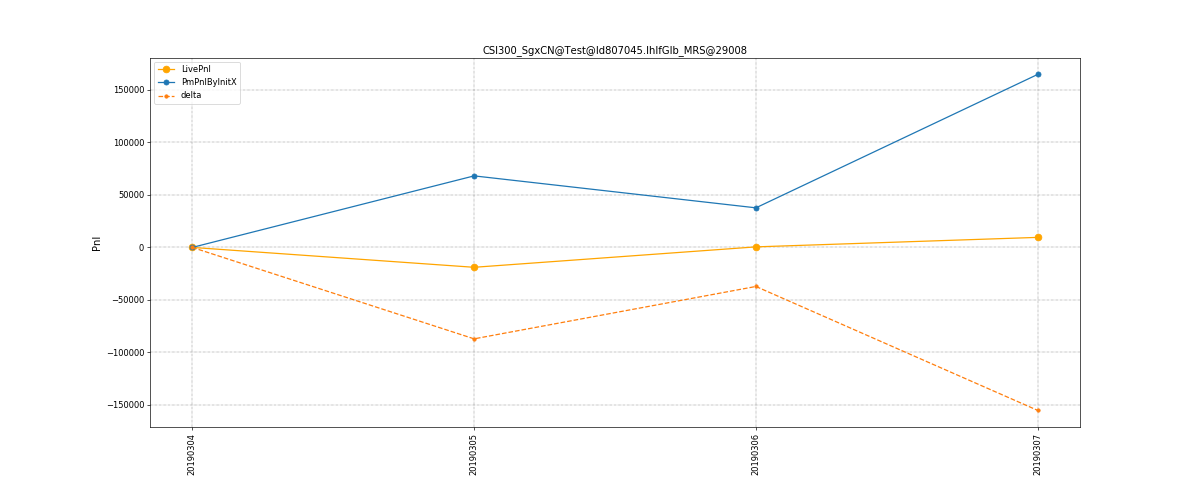 CSI300_SgxCN@Test@Id807045.IhIfGlb_MRS@29008
LivePnl
PmPnlByInitX
delta
150000
100000
50000
0
−50000
−100000
−150000
Pnl
20190304
20190305
20190306
20190307